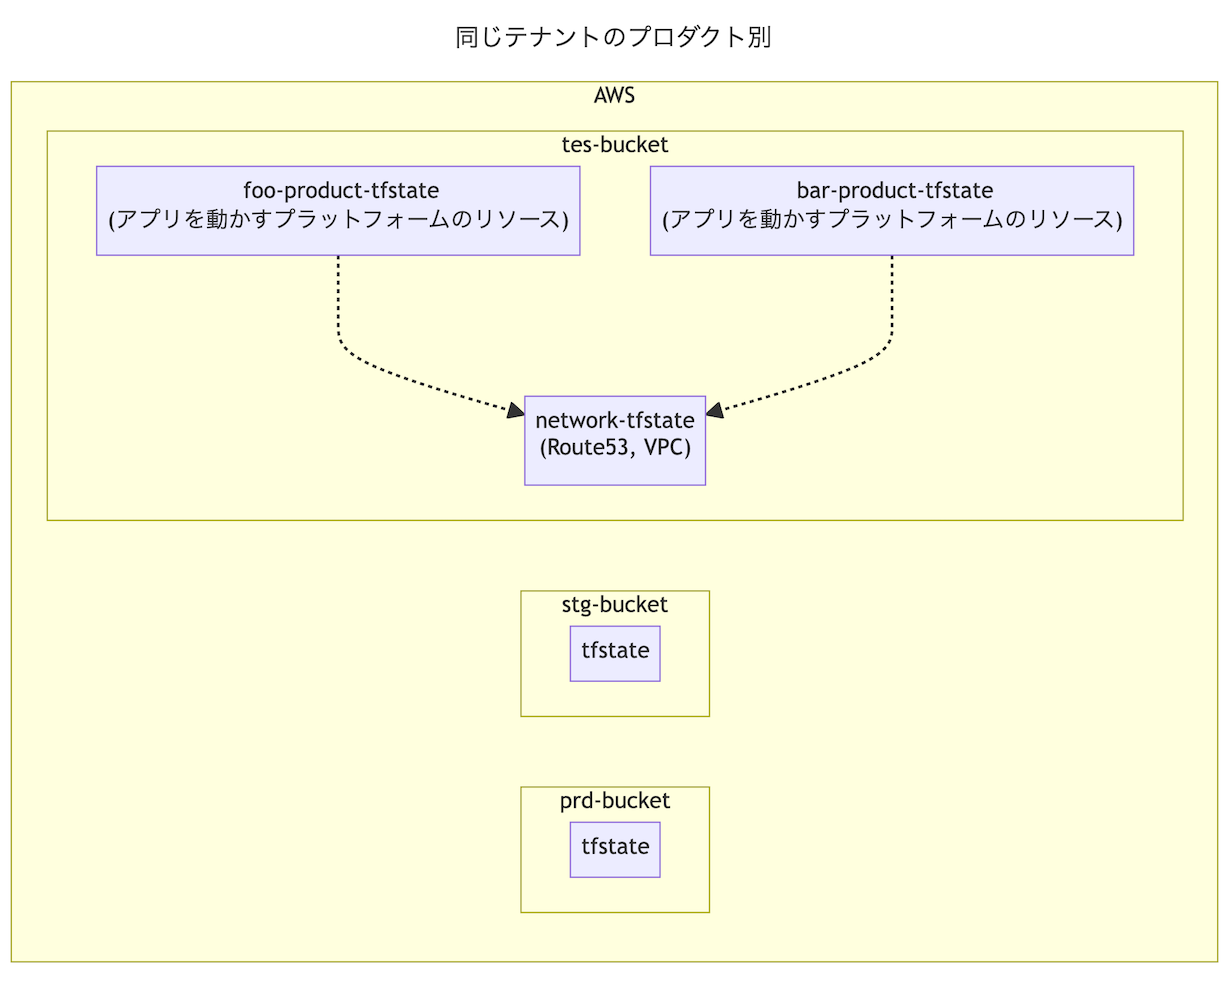 同じテナントのプロダクト別
AWS
tes-bucket
foo-product-tfstate
(アプリを動かすプラットフォームのリソース)
bar-product-tfstate
(アプリを動かすプラットフォームのリソース)
network-tfstate
(Route53, VPC)
stg-bucket
tfstate
prd-bucket
tfstate